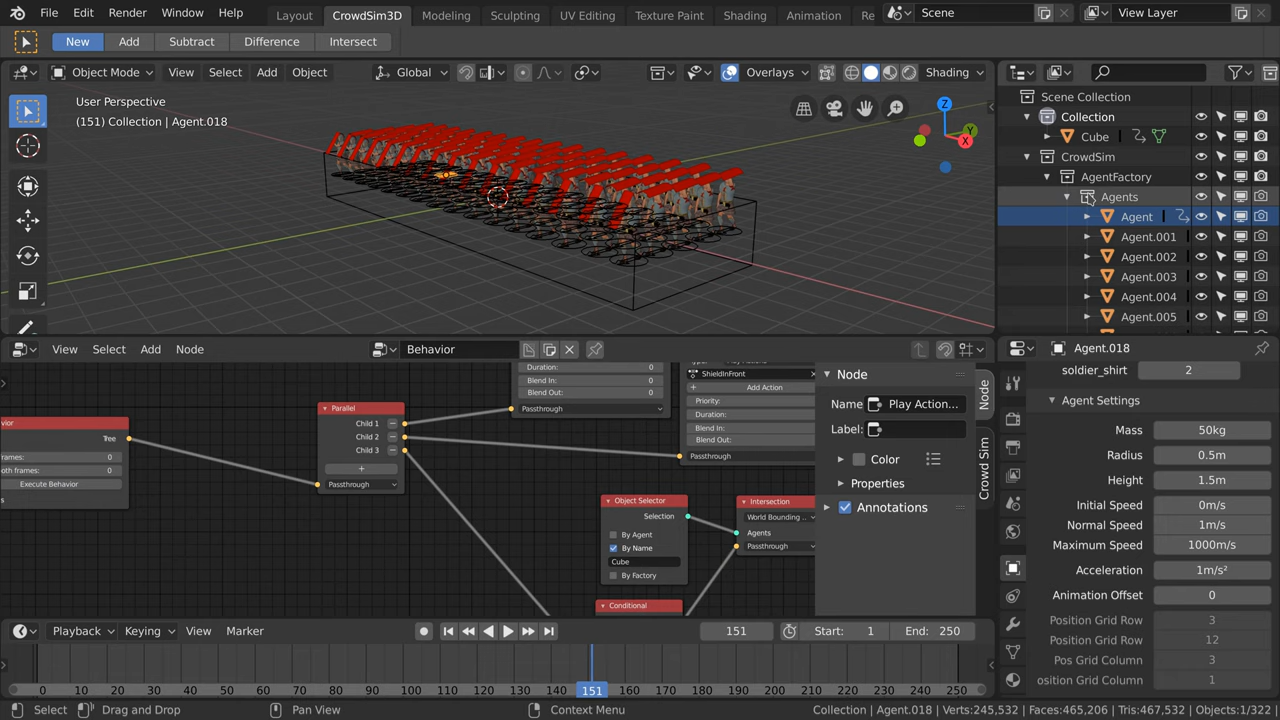 File Edit Render Window Help Layout CrowdSim3D Modeling Sculpting UV Editing Texture Paint Shading Animation Re Scene View Layer
New Add Subtract Difference Intersect
Object Mode View Select Add Object Global Overlays Shading
User Perspective
(151) Collection | Agent.018
Z
Y
X
Scene Collection
Collection
Cube
CrowdSim
AgentFactory
Agents
Agent
Agent.001
Agent.002
Agent.003
Agent.004
Agent.005
View Select Add Node Behavior
vior
Tree
frames: 0
oth frames: 0
Execute Behavior
s
Parallel
Child 1
Child 2
Child 3
+
Passthrough
Duration: 0
Blend In: 0
Blend Out: 0
Passthrough
ShieldInFront
Add Action
Priority:
Duration:
Blend In:
Blend Out:
Passthrough
Object Selector
Selection
By Agent
By Name
Cube
By Factory
Intersection
World Bounding ..
Agents
Passthrough
Conditional
Node
Name Play Action...
Label:
Color
Properties
Annotations
Node
Crowd Sim
Agent.018
soldier_shirt 2
Agent Settings
Mass 50kg
Radius 0.5m
Height 1.5m
Initial Speed 0m/s
Normal Speed 1m/s
Maximum Speed 1000m/s
Acceleration 1m/s²
Animation Offset 0
Position Grid Row 3
Position Grid Row 12
Pos Grid Column 3
osition Grid Column 1
Playback Keying View Marker 151 Start: 1 End: 250
0 10 20 30 40 50 60 70 80 90 100 110 120 130 140 151 160 170 180 190 200 210 220 230 240 250
Select Drag and Drop Pan View Context Menu Collection | Agent.018 | Verts:245,532 | Faces:465,206 | Tris:467,532 | Objects:1/322